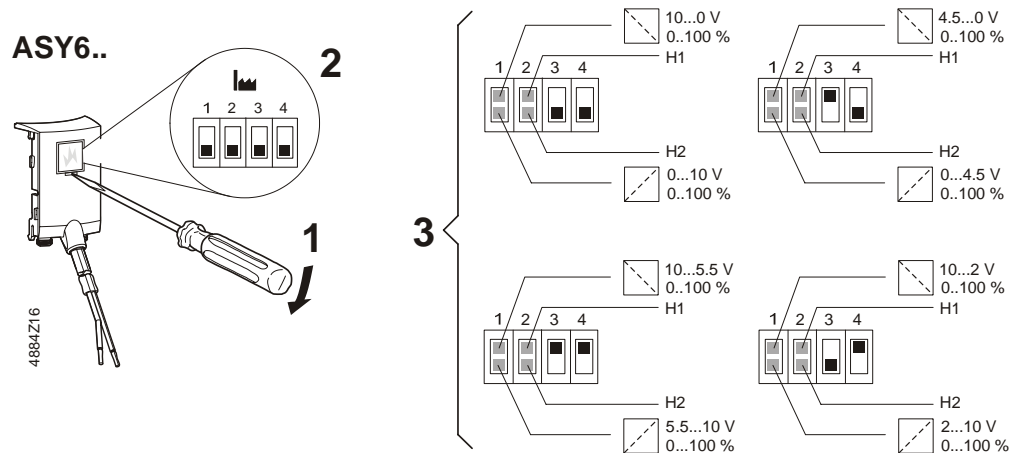 ASY6..
2
1 2 3 4
1
4884Z16
3
10...0 V
0..100 %
H1
1 2 3 4
H2
0...10 V
0..100 %
4.5...0 V
0..100 %
H1
1 2 3 4
H2
0...4.5 V
0..100 %
10...5.5 V
0..100 %
H1
1 2 3 4
H2
5.5...10 V
0...100 %
10...2 V
0..100 %
H1
1 2 3 4
H2
2...10 V
0...100 %